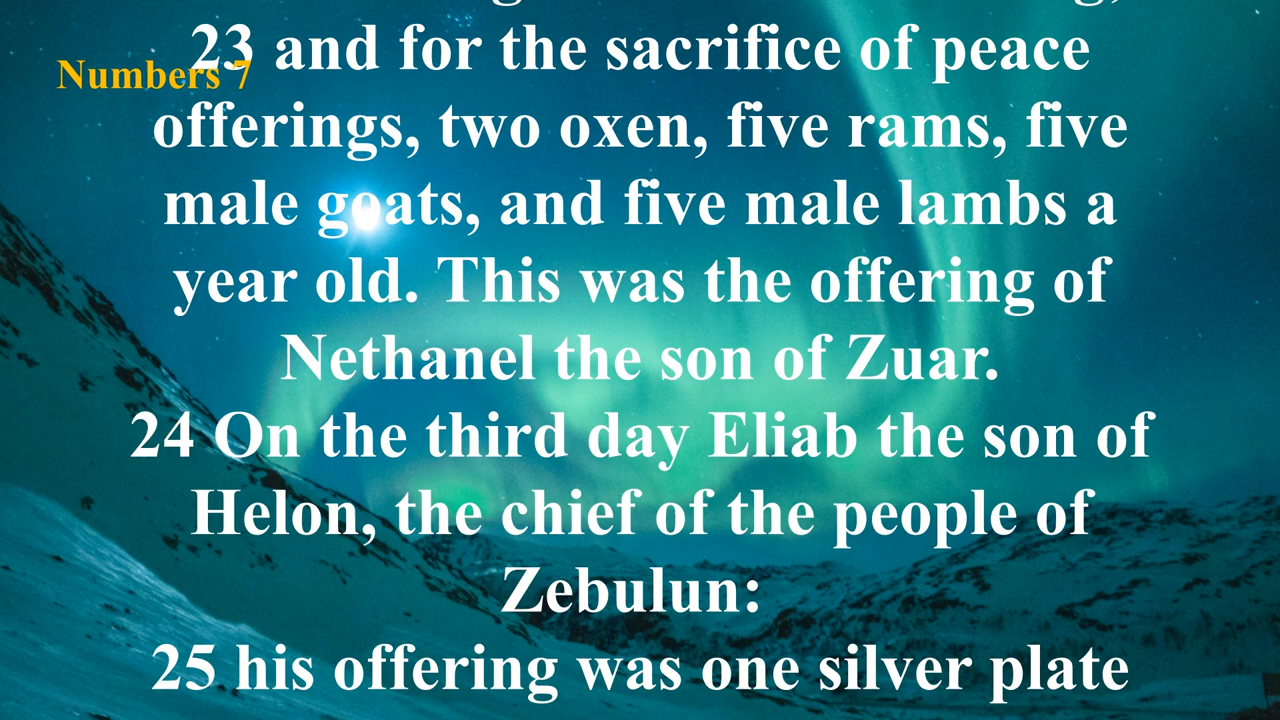 23 and for the sacrifice of peace
Numbers 7
offerings, two oxen, five rams, five
male goats, and five male lambs a
year old. This was the offering of
Nethanel the son of Zuar.
24 On the third day Eliab the son of
Helon, the chief of the people of
Zebulun:
25 his offering was one silver plate